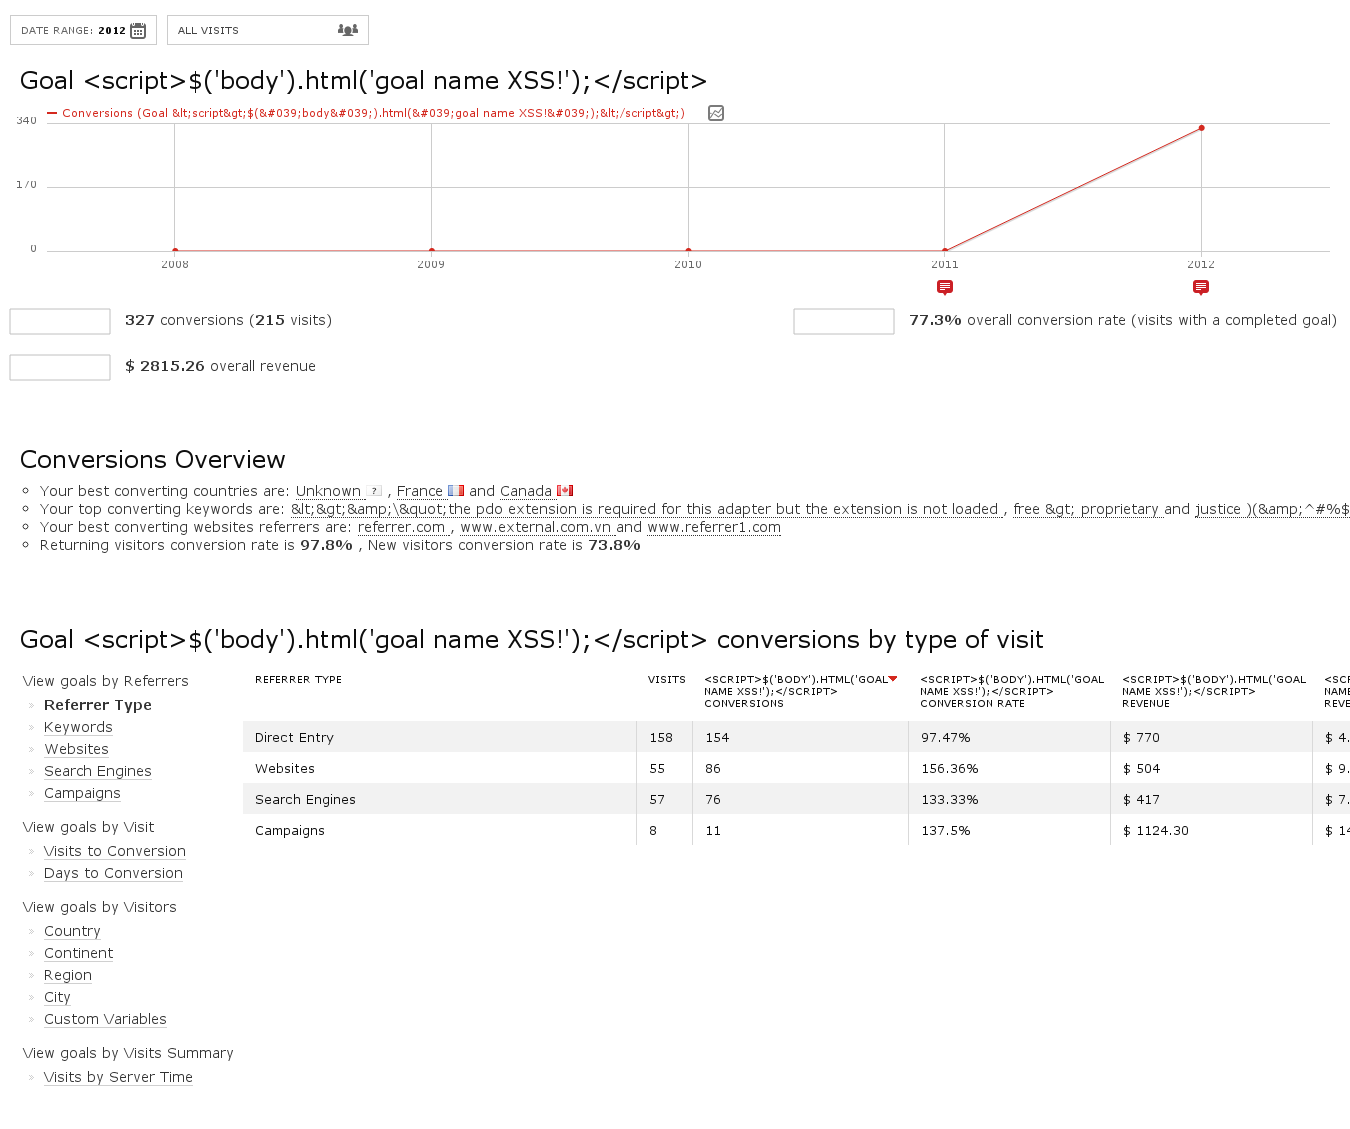 DATE RANGE: 2012
ALL VISITS
Goal <script>$('body').html('goal name XSS!');</script>
Conversions (Goal &lt;script&gt;$(&#039;body&#039;).html(&#039;goal name XSS!&#039;);&lt;/script&gt;)
340
170
0
2008 2009 2010 2011 2012
327 conversions (215 visits)
77.3% overall conversion rate (visits with a completed goal)
$ 2815.26 overall revenue
Conversions Overview
Your best converting countries are: Unknown ? , France and Canada
Your top converting keywords are: &lt;&gt;&amp;\&quot;the pdo extension is required for this adapter but the extension is not loaded , free &gt; proprietary and justice )(&amp;^#%$
Your best converting websites referrers are: referrer.com , www.external.com.vn and www.referrer1.com
Returning visitors conversion rate is 97.8% , New visitors conversion rate is 73.8%
Goal <script>$('body').html('goal name XSS!');</script> conversions by type of visit
View goals by Referrers
» Referrer Type
» Keywords
» Websites
» Search Engines
» Campaigns
View goals by Visit
» Visits to Conversion
» Days to Conversion
View goals by Visitors
» Country
» Continent
» Region
» City
» Custom Variables
View goals by Visits Summary
» Visits by Server Time
REFERRER TYPE
VISITS
<SCRIPT>$('BODY').HTML('GOAL
NAME XSS!');</SCRIPT>
CONVERSIONS
<SCRIPT>$('BODY').HTML('GOAL
NAME XSS!');</SCRIPT>
CONVERSION RATE
<SCRIPT>$('BODY').HTML('GOAL
NAME XSS!');</SCRIPT>
REVENUE
<SCR
NAME
REVE
Direct Entry 158 154 97.47% $ 770 $ 4.
Websites 55 86 156.36% $ 504 $ 9.
Search Engines 57 76 133.33% $ 417 $ 7.
Campaigns 8 11 137.5% $ 1124.30 $ 14